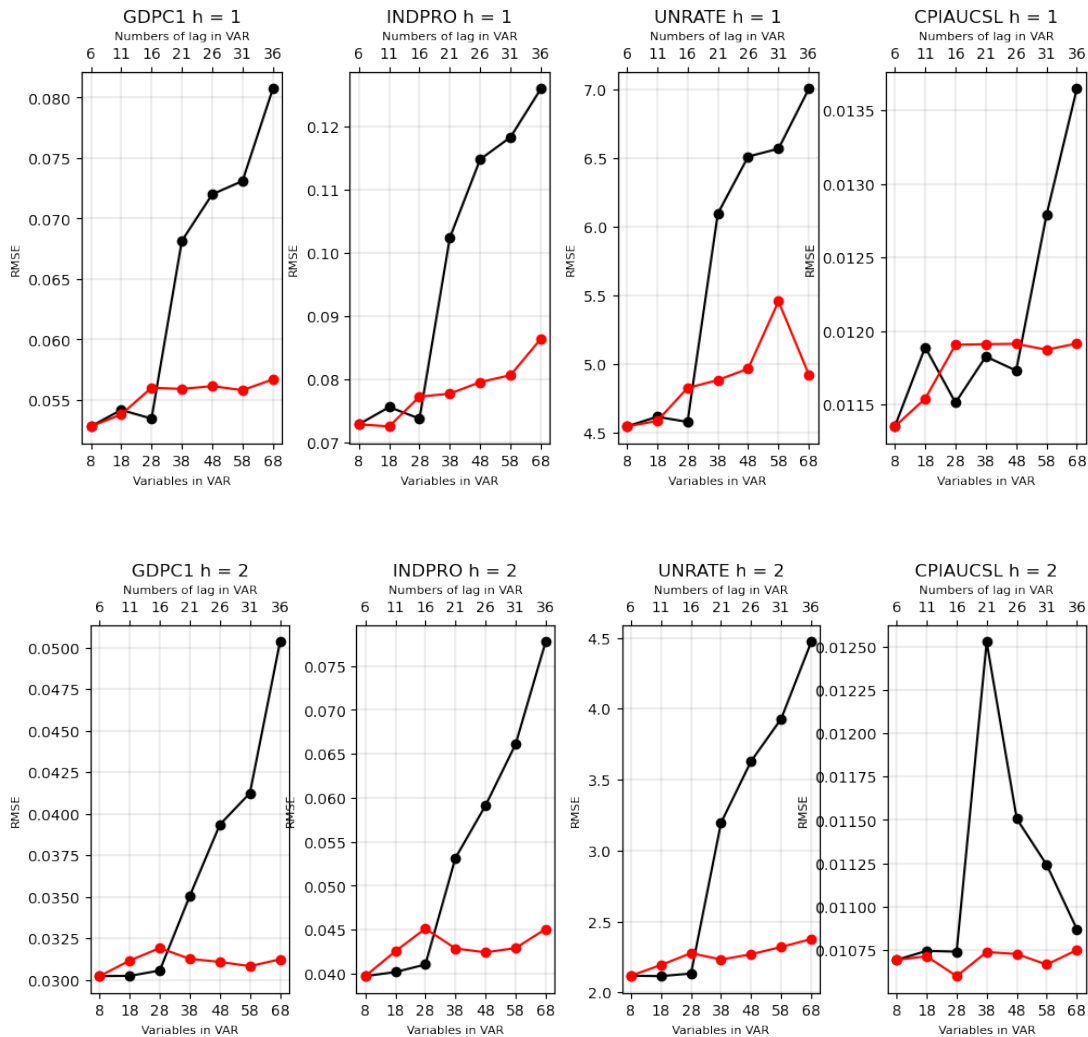 GDPC1 h = 1
Numbers of lag in VAR
6 11 16 21 26 31 36
0.080
0.075
0.070
0.065
0.060
0.055
RMSE
8 18 28 38 48 58 68
Variables in VAR
INDPRO h = 1
Numbers of lag in VAR
6 11 16 21 26 31 36
0.12
0.11
0.10
0.09
0.08
0.07
RMSE
8 18 28 38 48 58 68
Variables in VAR
UNRATE h = 1
Numbers of lag in VAR
6 11 16 21 26 31 36
7.0
6.5
6.0
5.5
5.0
4.5
RMSE
8 18 28 38 48 58 68
Variables in VAR
CPIAUCSL h = 1
Numbers of lag in VAR
6 11 16 21 26 31 36
0.0135
0.0130
0.0125
0.0120
0.0115
RMSE
8 18 28 38 48 58 68
Variables in VAR
GDPC1 h = 2
Numbers of lag in VAR
6 11 16 21 26 31 36
0.0500
0.0475
0.0450
0.0425
0.0400
0.0375
0.0350
0.0325
0.0300
RMSE
8 18 28 38 48 58 68
Variables in VAR
INDPRO h = 2
Numbers of lag in VAR
6 11 16 21 26 31 36
0.075
0.070
0.065
0.060
0.055
0.050
0.045
0.040
RMSE
8 18 28 38 48 58 68
Variables in VAR
UNRATE h = 2
Numbers of lag in VAR
6 11 16 21 26 31 36
4.5
4.0
3.5
3.0
2.5
2.0
RMSE
8 18 28 38 48 58 68
Variables in VAR
CPIAUCSL h = 2
Numbers of lag in VAR
6 11 16 21 26 31 36
0.01250
0.01225
0.01200
0.01175
0.01150
0.01125
0.01100
0.01075
RMSE
8 18 28 38 48 58 68
Variables in VAR